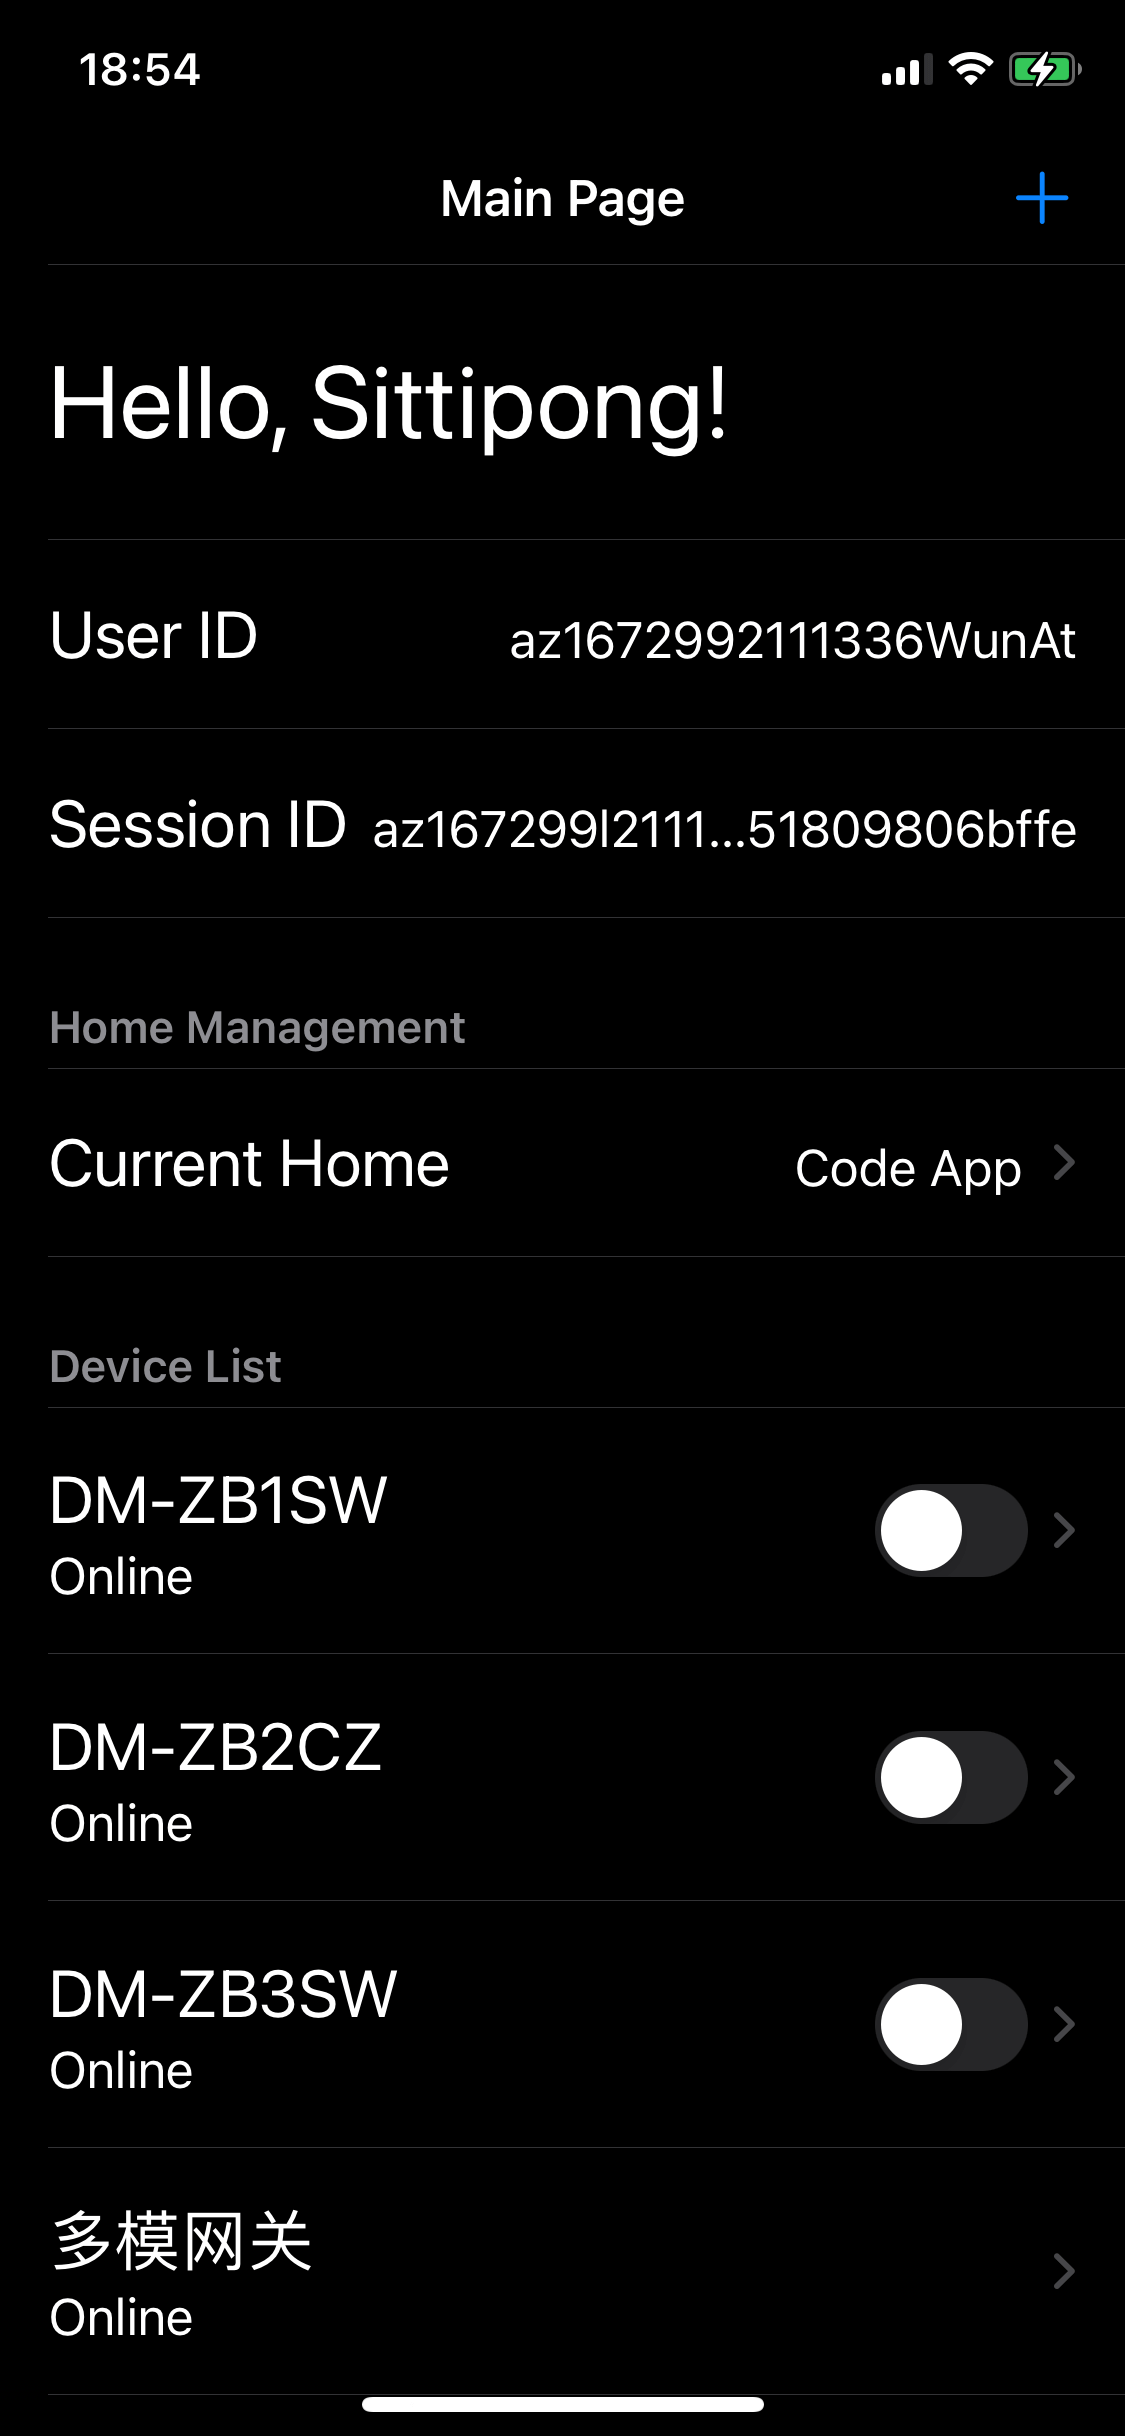 18:54
Main Page
Hello, Sittipong!
User ID az1672992111336WunAt
Session ID az167299l2111...51809806bffe
Home Management
Current Home Code App
Device List
DM-ZB1SW
Online
DM-ZB2CZ
Online
DM-ZB3SW
Online
多模网关
Online